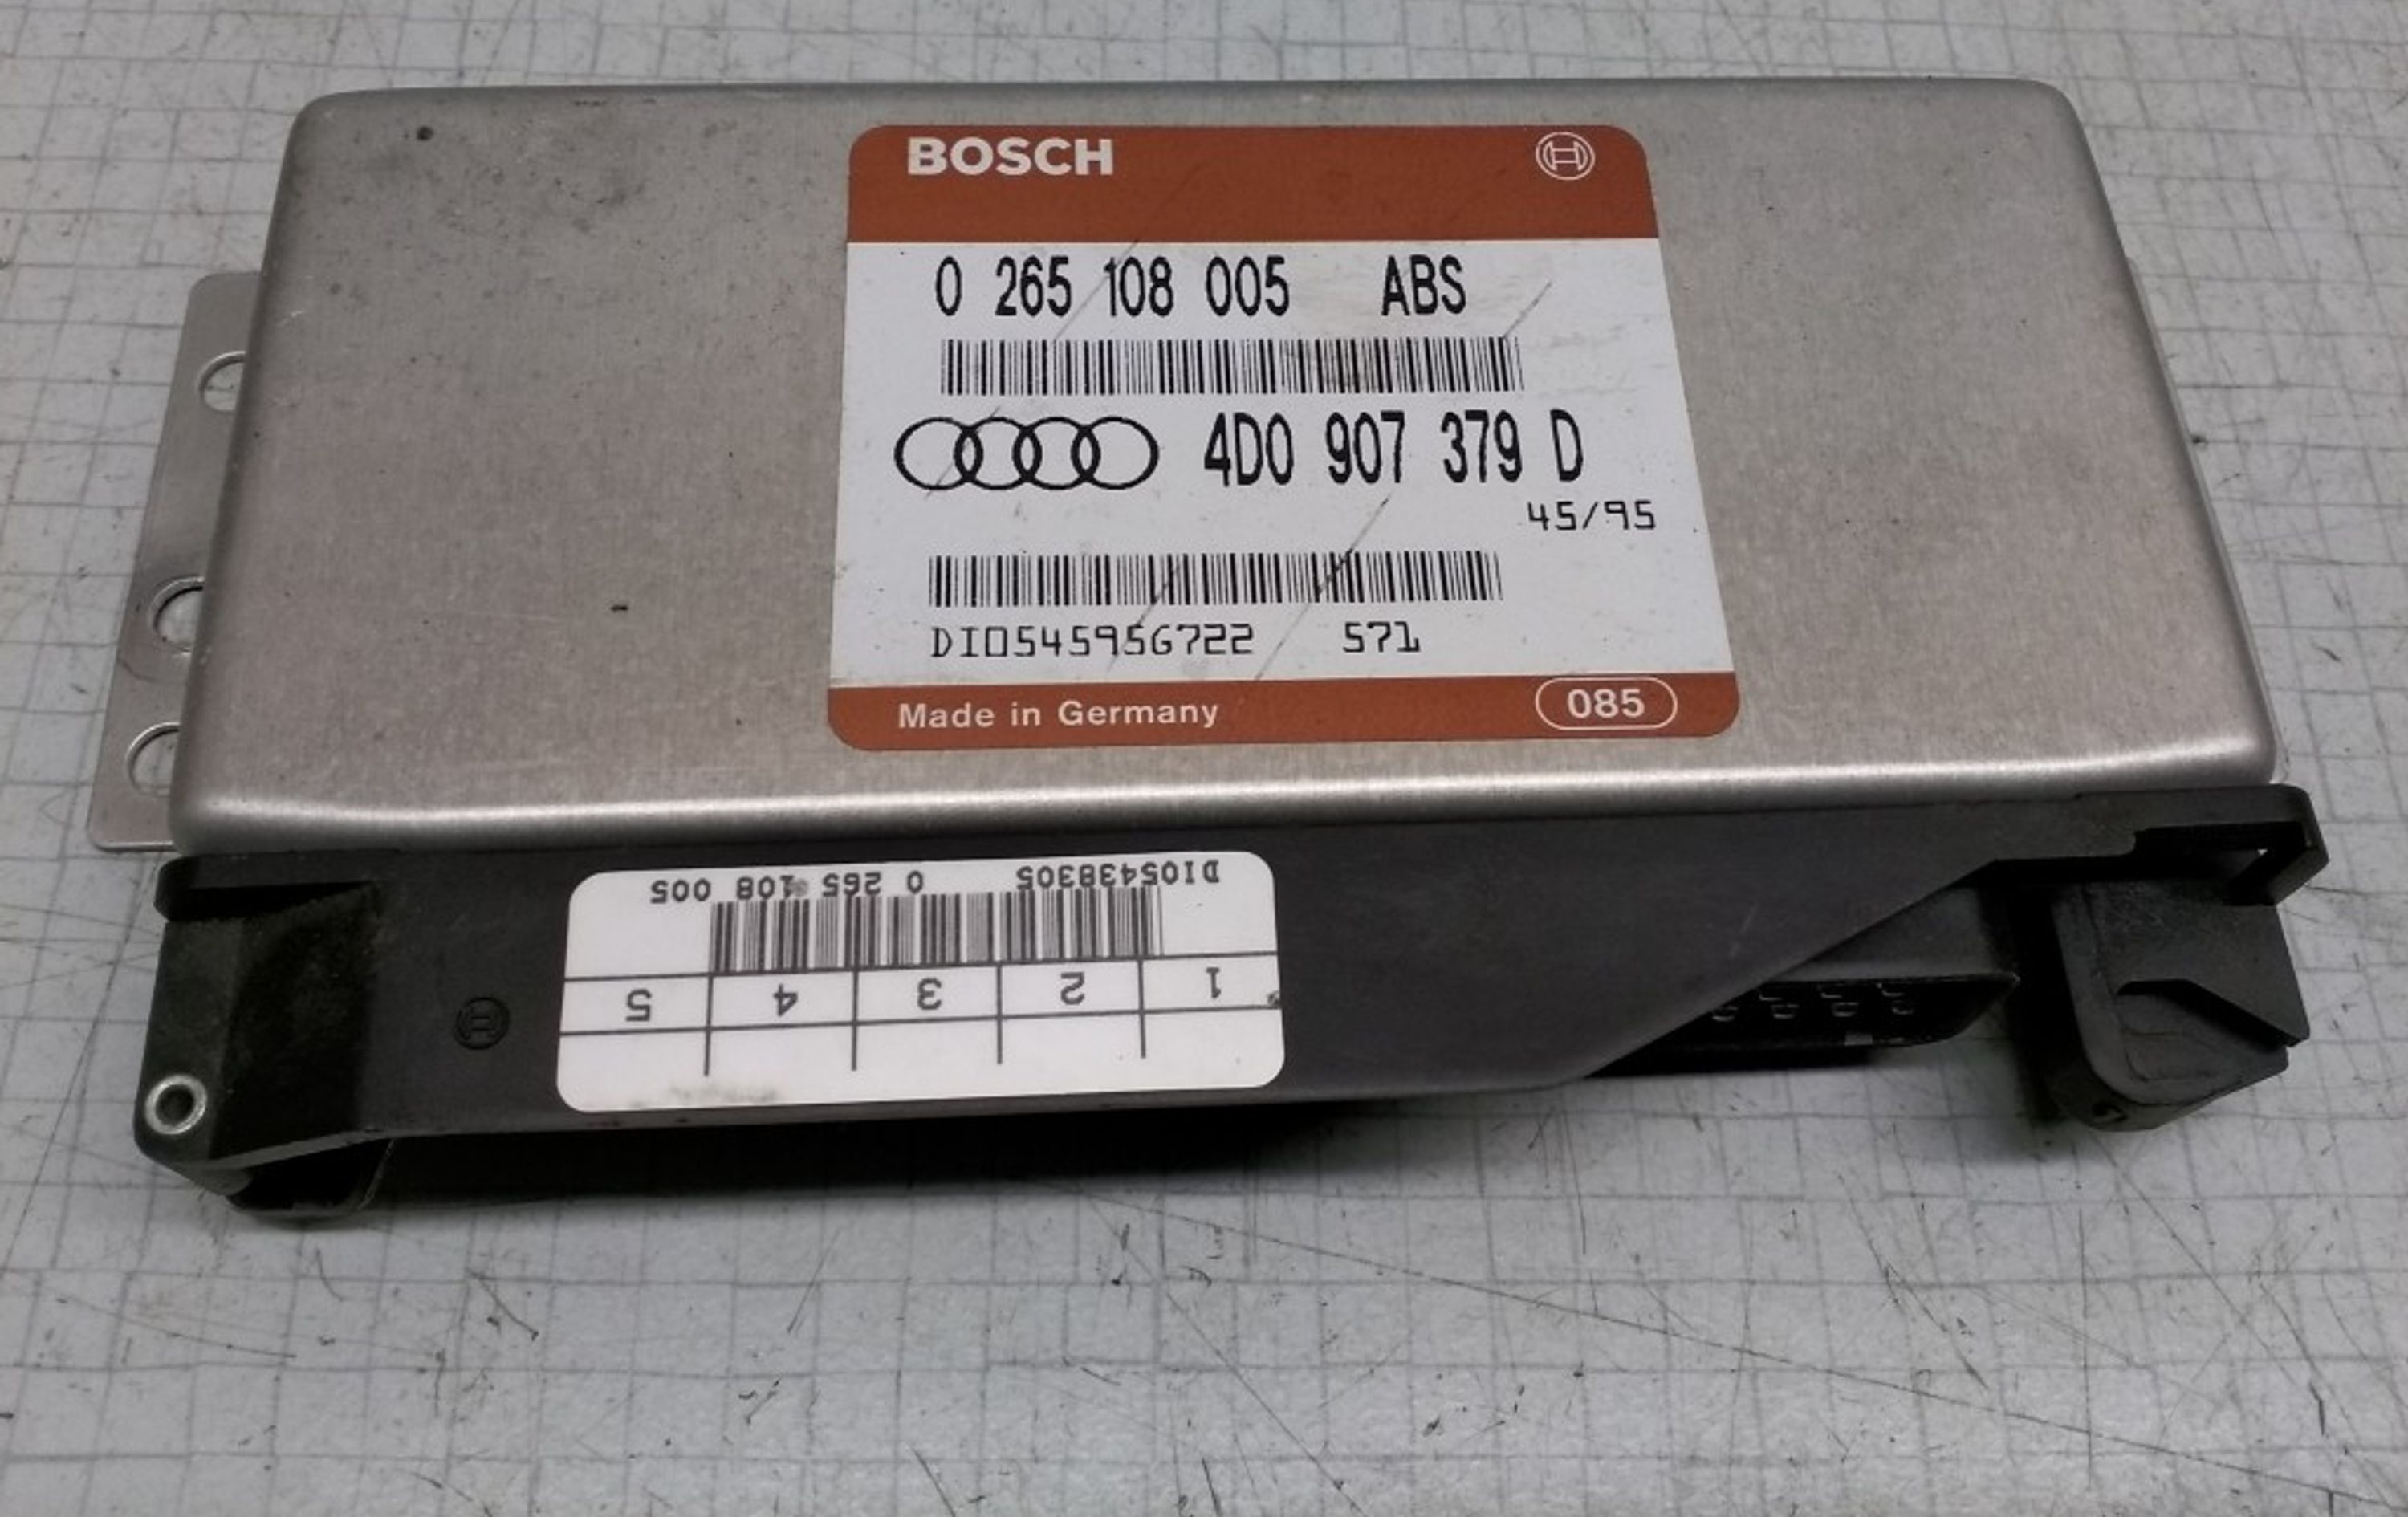 BOSCH
0 265 108 005 ABS
4D0 907 379 D
45/95
DI054595G722 571
Made in Germany 085
DI05438305 0 265 108 005
1 2 3 4 5